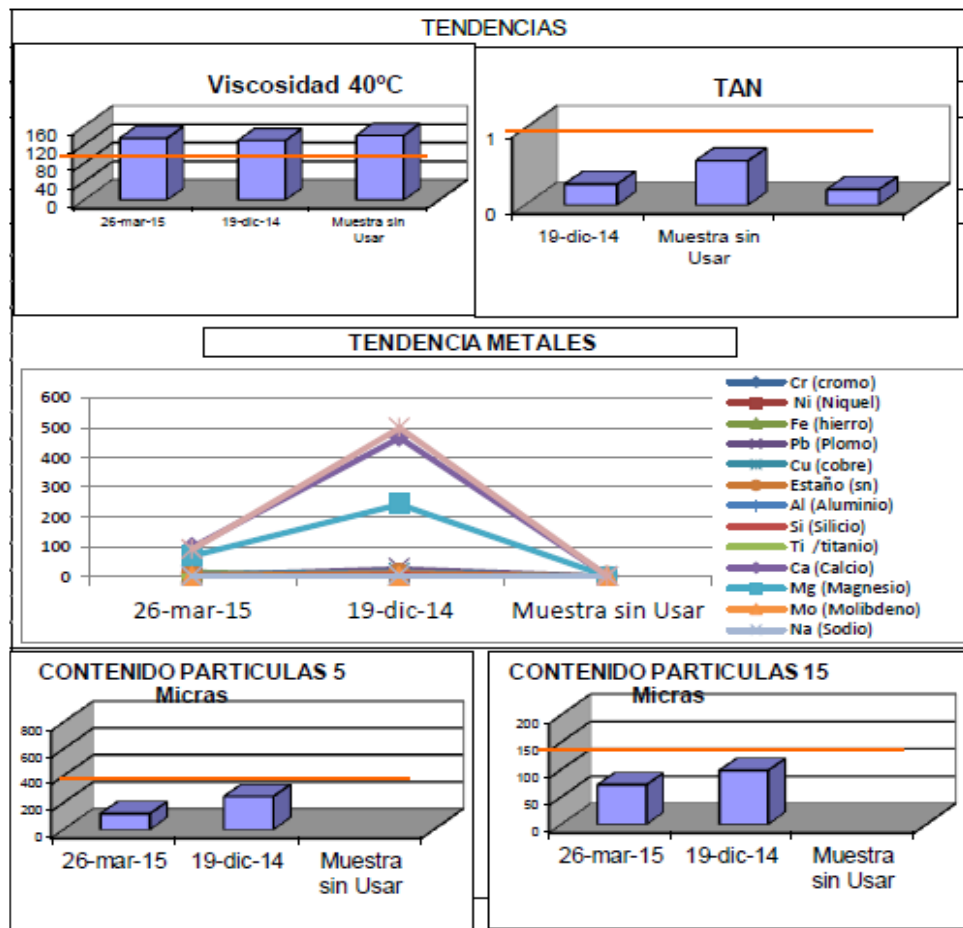 TENDENCIAS
Viscosidad 40ºC
160
120
80
40
0
26-mar-15
19-dic-14
Muestra sin
Usar
TAN
1
0
19-dic-14
Muestra sin
Usar
TENDENCIA METALES
600
500
400
300
200
100
0
26-mar-15
19-dic-14
Muestra sin Usar
Cr (cromo)
Ni (Niquel)
Fe (hierro)
Pb (Plomo)
Cu (cobre)
Estaño (sn)
Al (Aluminio)
Si (Silicio)
Ti /titanio)
Ca (Calcio)
Mg (Magnesio)
Mo (Molibdeno)
Na (Sodio)
CONTENIDO PARTICULAS 5
Micras
800
600
400
200
0
26-mar-15
19-dic-14
Muestra
sin Usar
CONTENIDO PARTICULAS 15
Micras
200
150
100
50
0
26-mar-15
19-dic-14
Muestra
sin Usar